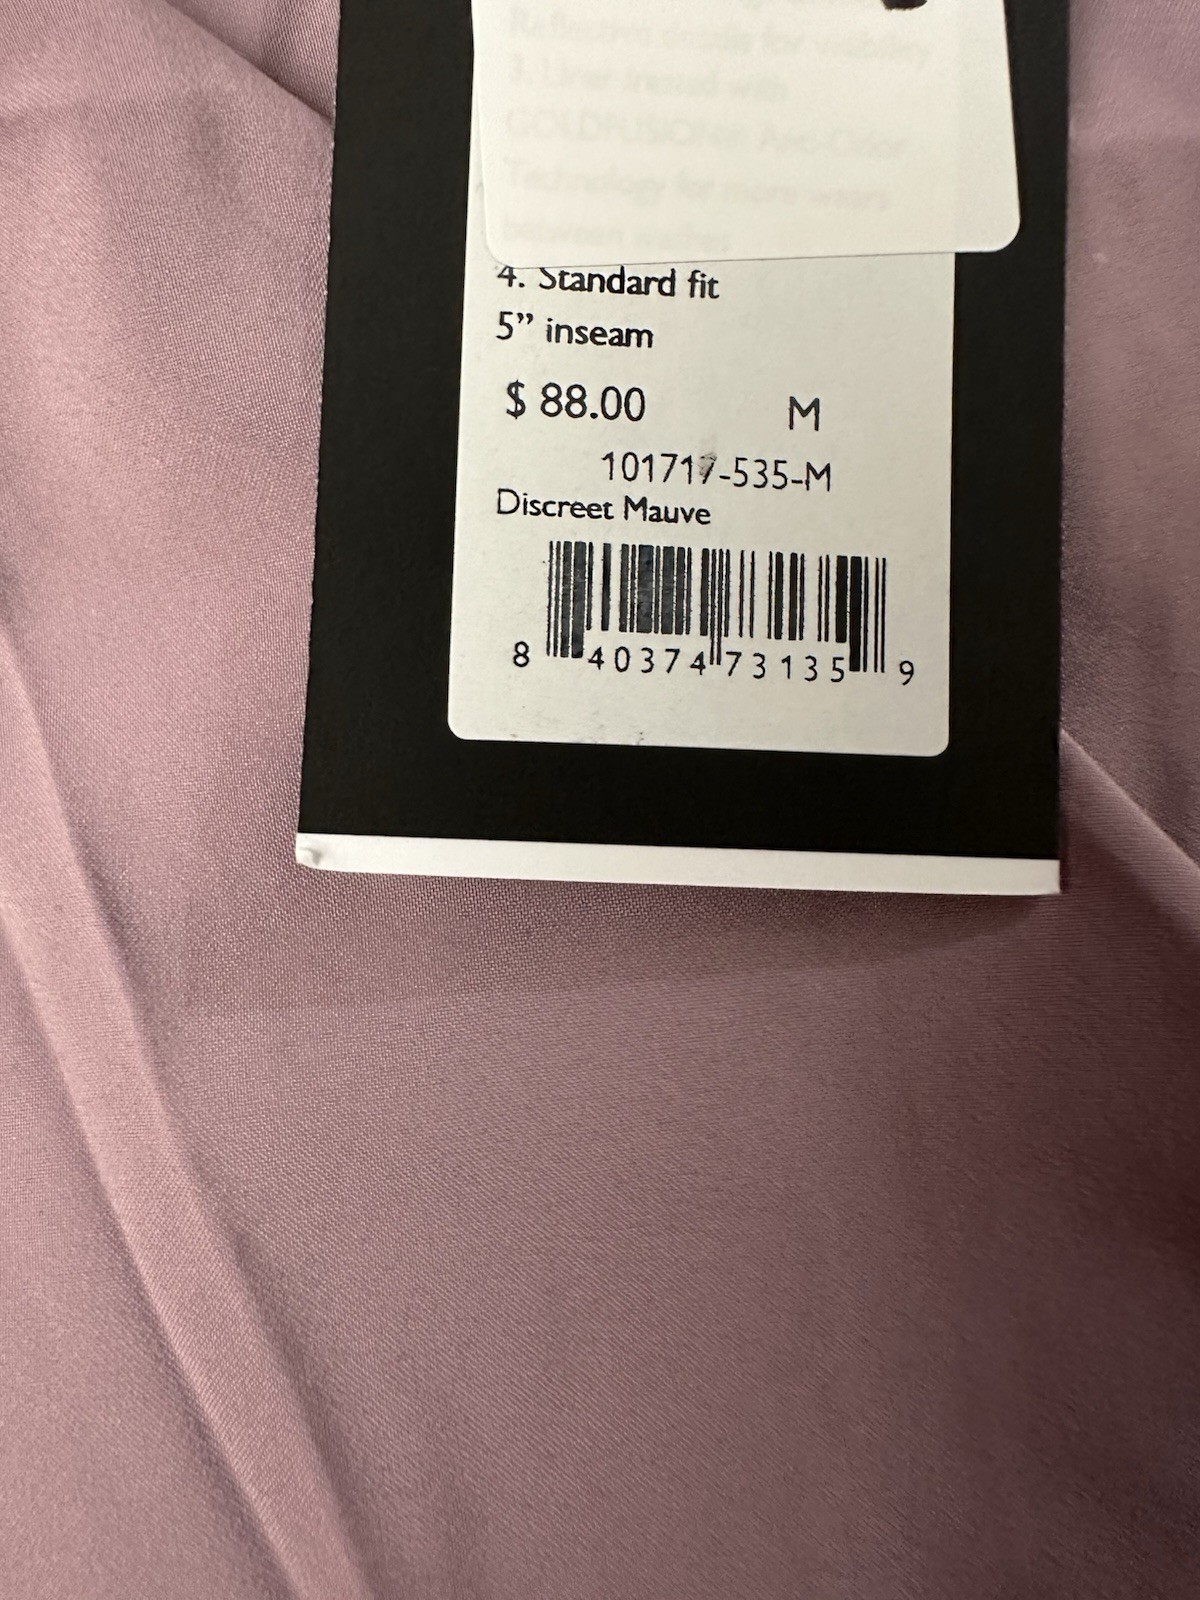 Reflective details for visibility
3. Liner treated with
GOLDFUSION® Anti-Odor
Technology for more wears
between washes
4. Standard fit
5” inseam
$ 88.00 M
101717-535-M
Discreet Mauve
8 40374 73135 9